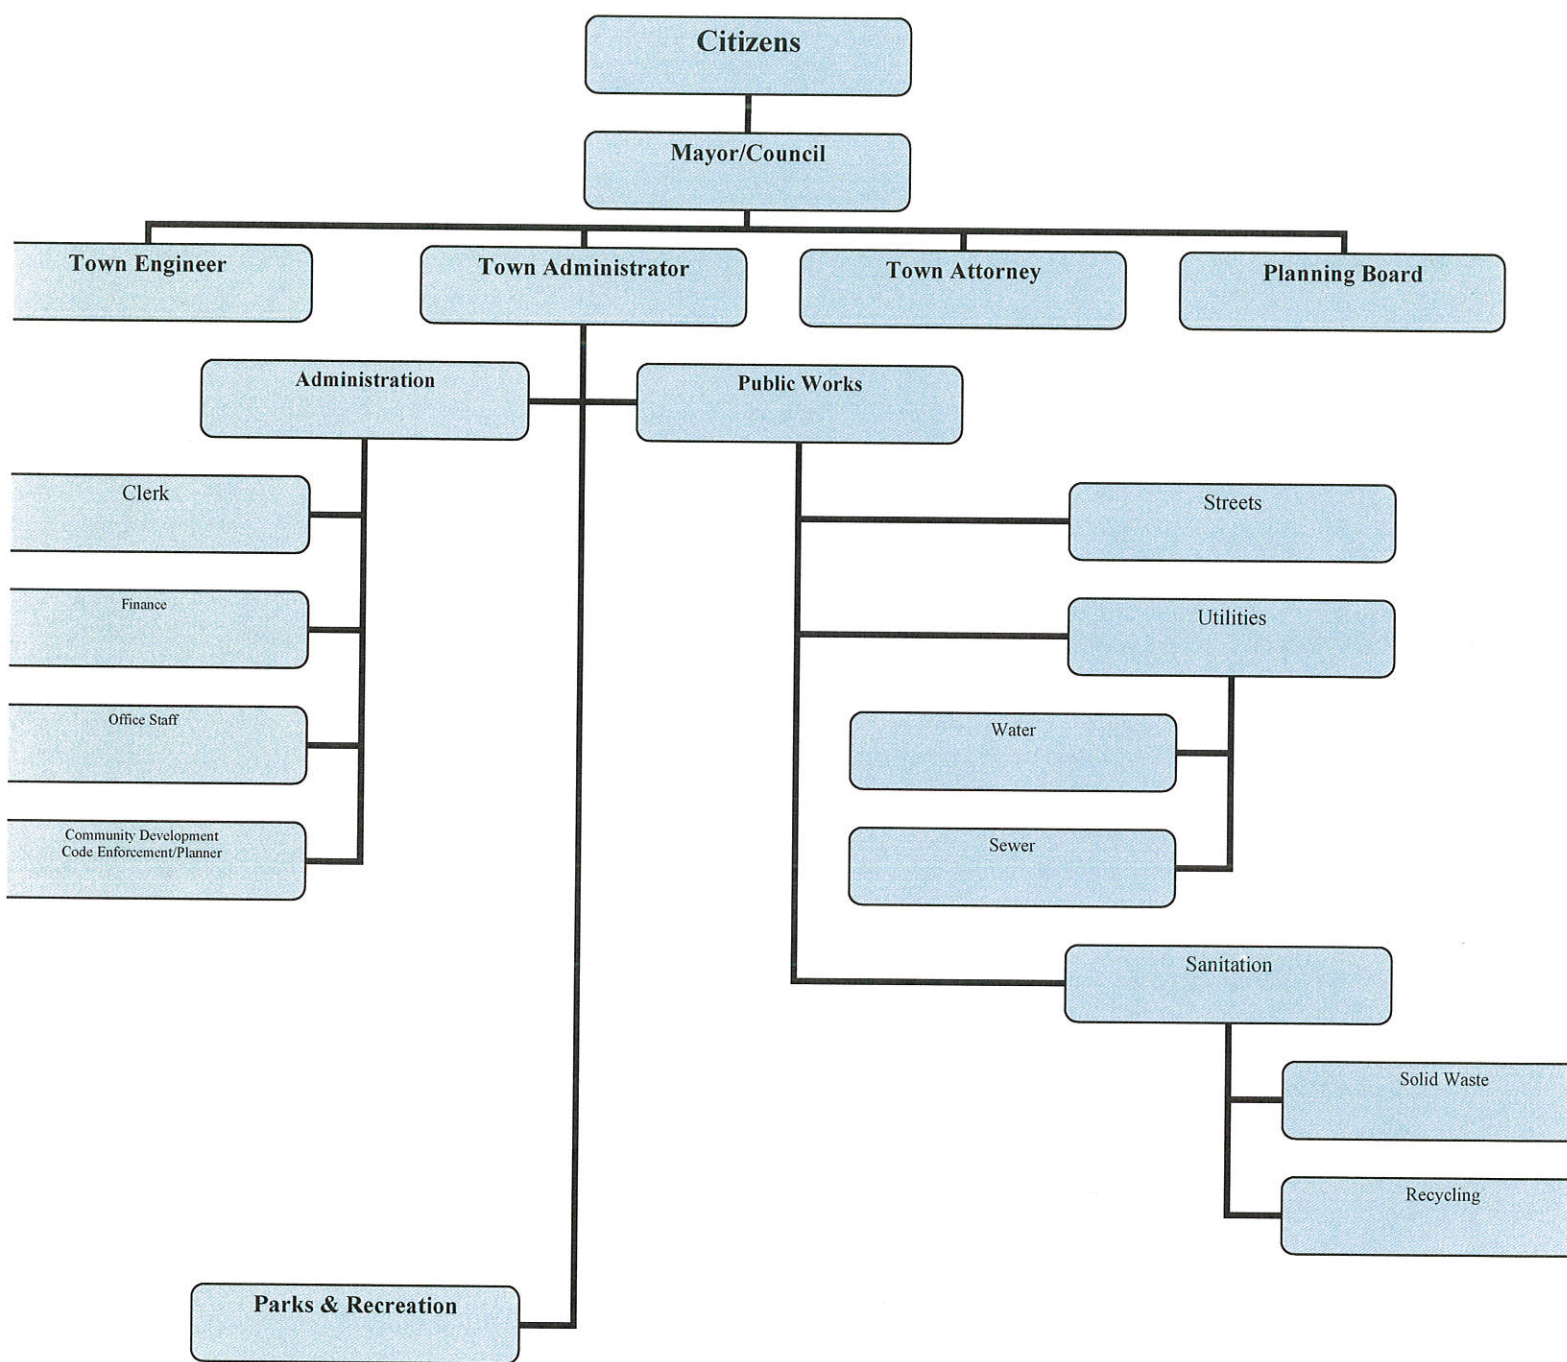 Citizens
Mayor/Council
Town Engineer
Town Administrator
Town Attorney
Planning Board
Administration
Public Works
Clerk
Streets
Finance
Utilities
Office Staff
Water
Community Development
Code Enforcement/Planner
Sewer
Sanitation
Solid Waste
Recycling
Parks & Recreation